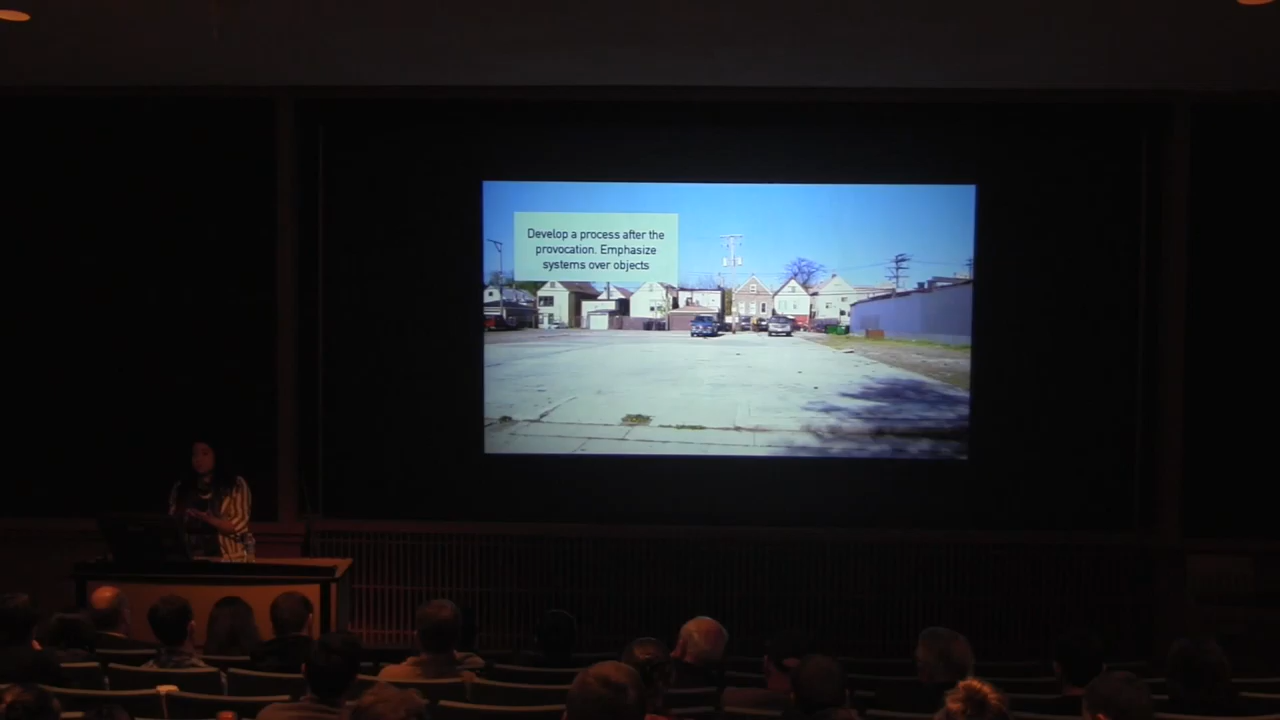 Develop a process after the
provocation. Emphasize
systems over objects